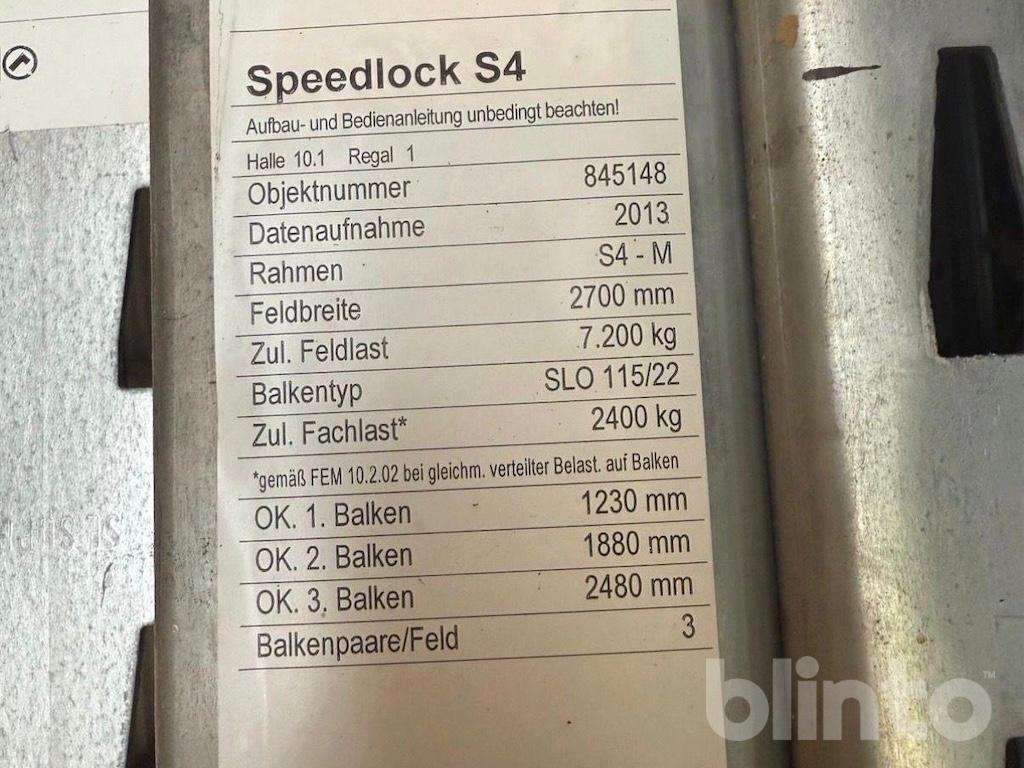 Speedlock S4
Aufbau- und Bedienanleitung unbedingt beachten!
Halle 10.1 Regal 1
Objektnummer 845148
Datenaufnahme 2013
Rahmen S4 - M
Feldbreite 2700 mm
Zul. Feldlast 7.200 kg
Balkentyp SLO 115/22
Zul. Fachlast* 2400 kg
*gemäß FEM 10.2.02 bei gleichm. verteilter Belast. auf Balken
OK. 1. Balken 1230 mm
OK. 2. Balken 1880 mm
OK. 3. Balken 2480 mm
Balkenpaare/Feld 3
blinto™